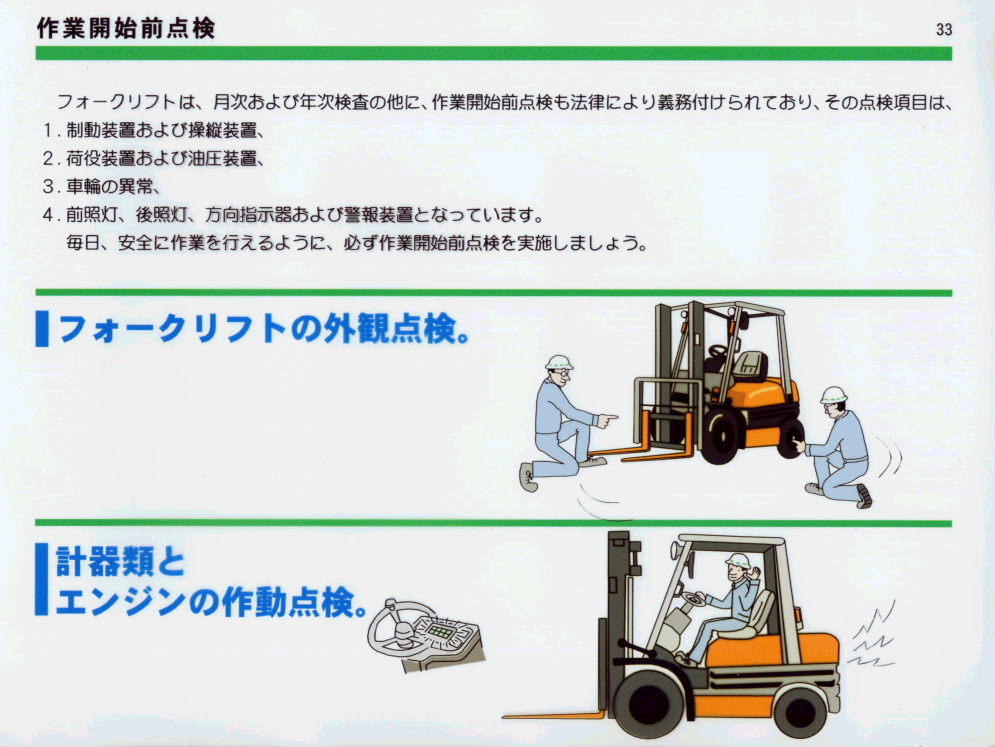 作業開始前点検
33
フォークリフトは、月次および年次検査の他に、作業開始前点検も法律により義務付けられており、その点検項目は、
1. 制動装置および操縦装置、
2. 荷役装置および油圧装置、
3. 車輪の異常、
4. 前照灯、後照灯、方向指示器および警報装置となっています。
毎日、安全に作業を行えるように、必ず作業開始前点検を実施しましょう。
フォークリフトの外観点検。
計器類と
エンジンの作動点検。